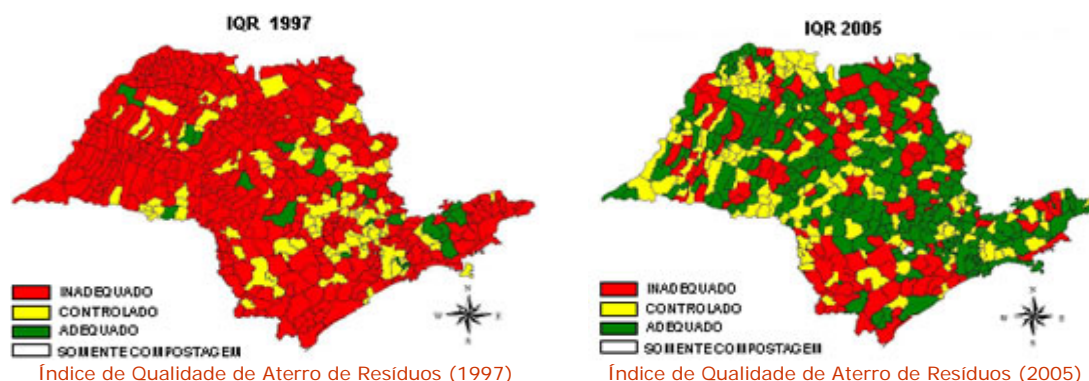 IQR 1997
INADEQUADO
CONTROLADO
ADEQUADO
SOMENTE COMPOSTAGEM
N
W
E
S
Índice de Qualidade de Aterro de Resíduos (1997)
IQR 2005
INADEQUADO
CONTROLADO
ADEQUADO
SOMENTE COMPOSTAGEM
N
W
E
S
Índice de Qualidade de Aterro de Resíduos (2005)